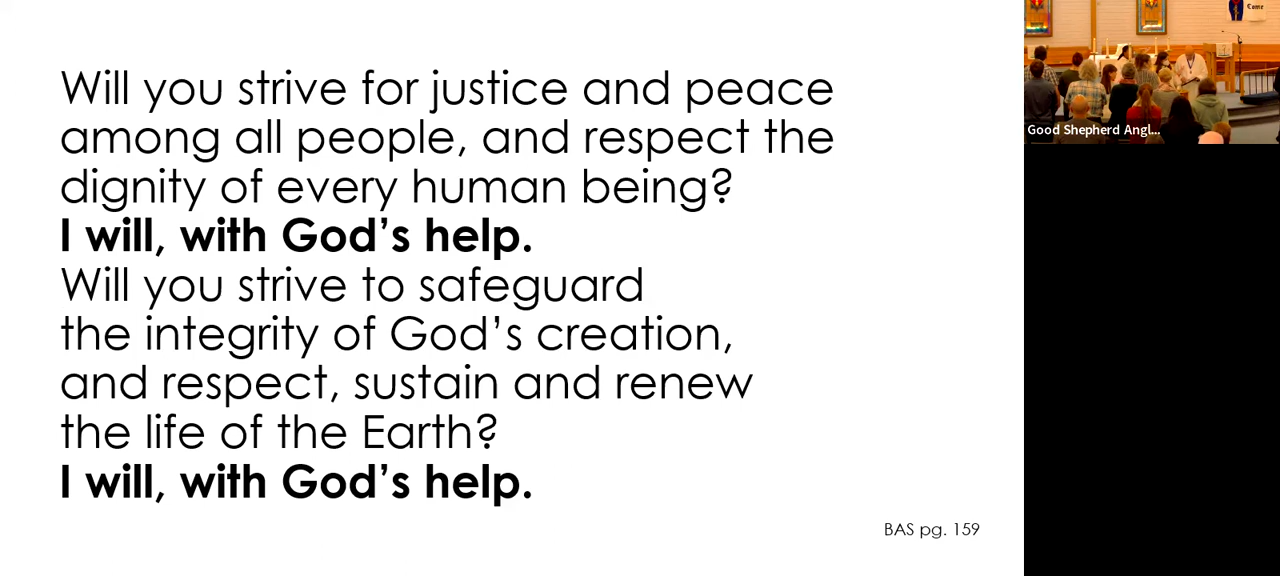 Will you strive for justice and peace
among all people, and respect the
dignity of every human being?
I will, with God’s help.
Will you strive to safeguard
the integrity of God’s creation,
and respect, sustain and renew
the life of the Earth?
I will, with God’s help.
BAS pg. 159
Come
Good Shepherd Angl...